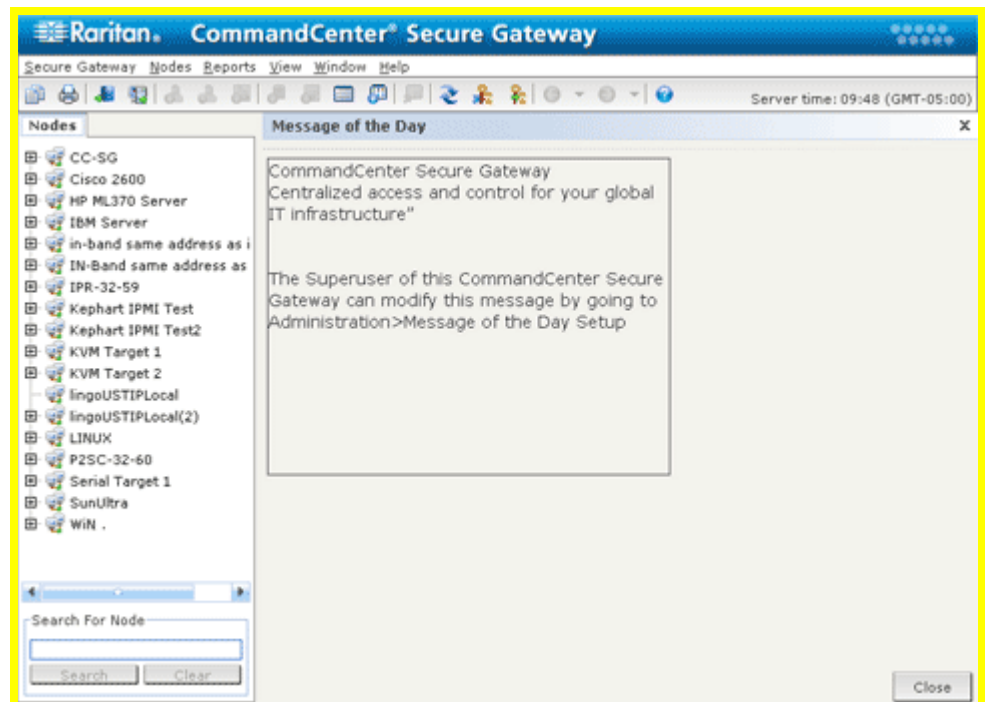 Raritan. CommandCenter® Secure Gateway
Secure Gateway Nodes Reports View Window Help
Server time: 09:48 (GMT-05:00)
Nodes
CC-SG
Cisco 2600
HP ML370 Server
IBM Server
in-band same address as i
IN-Band same address as
IPR-32-59
Kephart IPMI Test
Kephart IPMI Test2
KVM Target 1
KVM Target 2
lingoUSTIPLocal
lingoUSTIPLocal(2)
LINUX
P2SC-32-60
Serial Target 1
SunUltra
WiN .
Search For Node
Search Clear
Message of the Day x
CommandCenter Secure Gateway
Centralized access and control for your global
IT infrastructure"
The Superuser of this CommandCenter Secure
Gateway can modify this message by going to
Administration>Message of the Day Setup
Close